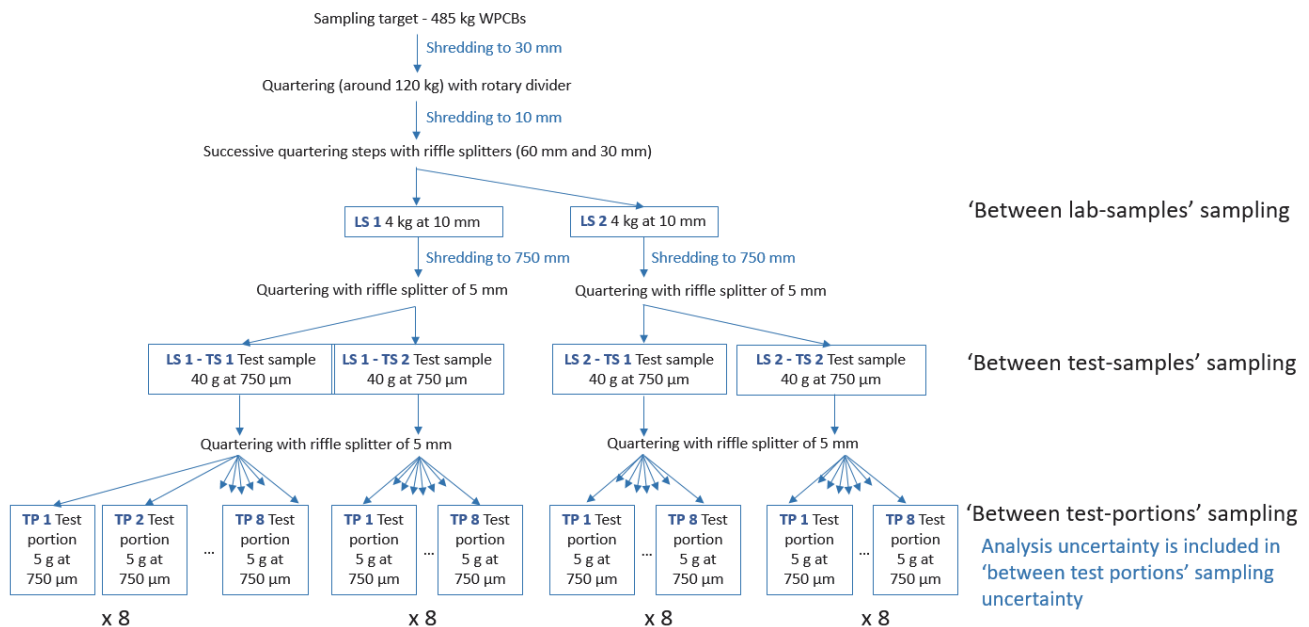 Sampling target - 485 kg WPCBs
Shredding to 30 mm
Quartering (around 120 kg) with rotary divider
Shredding to 10 mm
Successive quartering steps with riffle splitters (60 mm and 30 mm)
LS 1 4 kg at 10 mm
LS 2 4 kg at 10 mm
‘Between lab-samples’ sampling
Shredding to 750 mm
Shredding to 750 mm
Quartering with riffle splitter of 5 mm
Quartering with riffle splitter of 5 mm
LS 1 - TS 1 Test sample
40 g at 750 µm
LS 1 - TS 2 Test sample
40 g at 750 µm
LS 2 - TS 1 Test sample
40 g at 750 µm
LS 2 - TS 2 Test sample
40 g at 750 µm
‘Between test-samples’ sampling
Quartering with riffle splitter of 5 mm
Quartering with riffle splitter of 5 mm
TP 1 Test
portion
5 g at
750 µm
TP 2 Test
portion
5 g at
750 µm
...
TP 8 Test
portion
5 g at
750 µm
TP 1 Test
portion
5 g at
750 µm
...
TP 8 Test
portion
5 g at
750 µm
TP 1 Test
portion
5 g at
750 µm
...
TP 8 Test
portion
5 g at
750 µm
TP 1 Test
portion
5 g at
750 µm
...
TP 8 Test
portion
5 g at
750 µm
‘Between test-portions’ sampling
Analysis uncertainty is included in
‘between test portions’ sampling
uncertainty
x 8
x 8
x 8
x 8